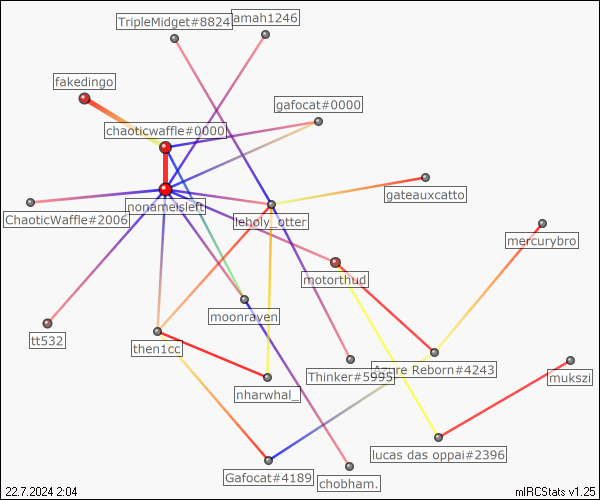 TripleMidget#8824
amah1246
fakedingo
gafocat#0000
chaoticwaffle#0000
gateauxcatto
nonameisleft
ChaoticWaffle#2006
leholy_otter
mercurybro
motorthud
moonraven
tt532
then1cc
Thinker#5995
Azure Reborn#4243
mukszi
nharwhal_
lucas das oppai#2396
Gafocat#4189
chobham.
22.7.2024 2:04
mIRCStats v1.25